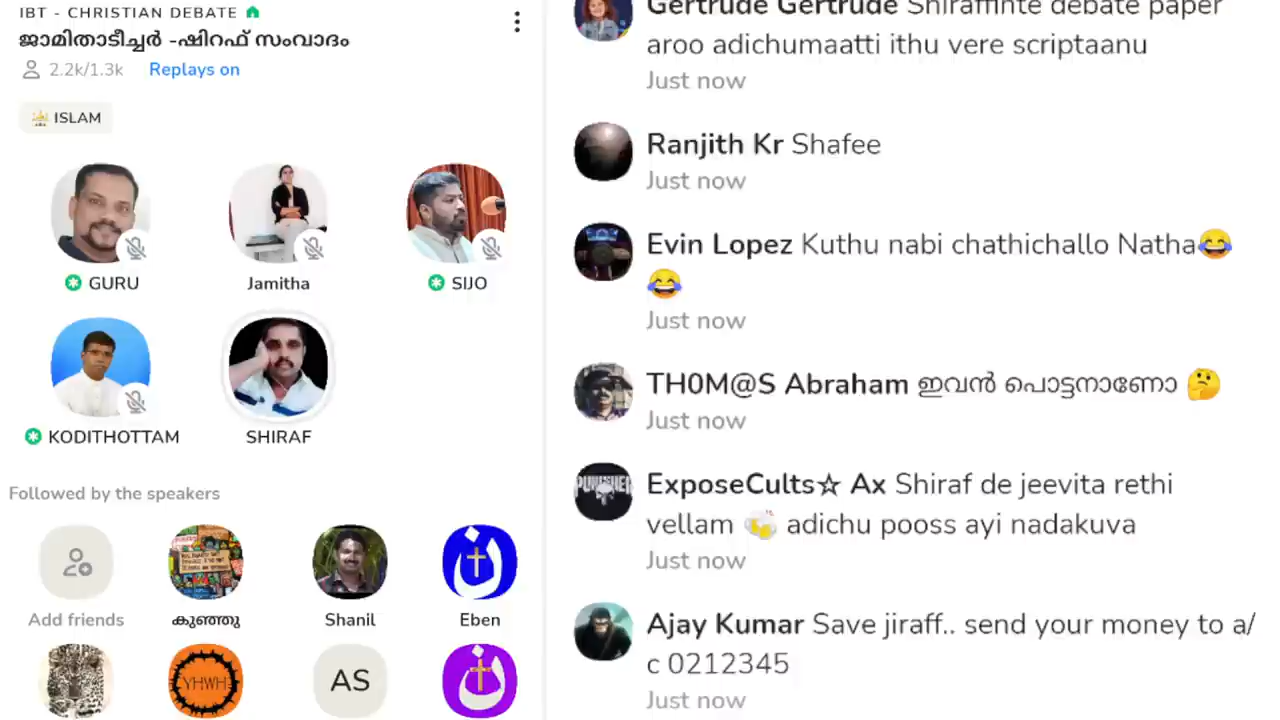 IBT - CHRISTIAN DEBATE
ജാമിതാടീച്ചർ -ഷിറഫ് സംവാദം
2.2k/1.3k Replays on
ISLAM
GURU Jamitha SIJO
KODITHOTTAM SHIRAF
Followed by the speakers
Add friends കുഞ്ഞു Shanil Eben
YHWH AS
Gertrude Gertrude Shiraffinte debate paper
aroo adichumaatti ithu vere scriptaanu
Just now
Ranjith Kr Shafee
Just now
Evin Lopez Kuthu nabi chathichallo Natha😂
😂
Just now
TH0M@S Abraham ഇവൻ പൊട്ടനാണോ 🤔
Just now
PUNISHER
ExposeCults☆ Ax Shiraf de jeevita rethi
vellam 🍻 adichu pooss ayi nadakuva
Just now
Ajay Kumar Save jiraff.. send your money to a/
c 0212345
Just now